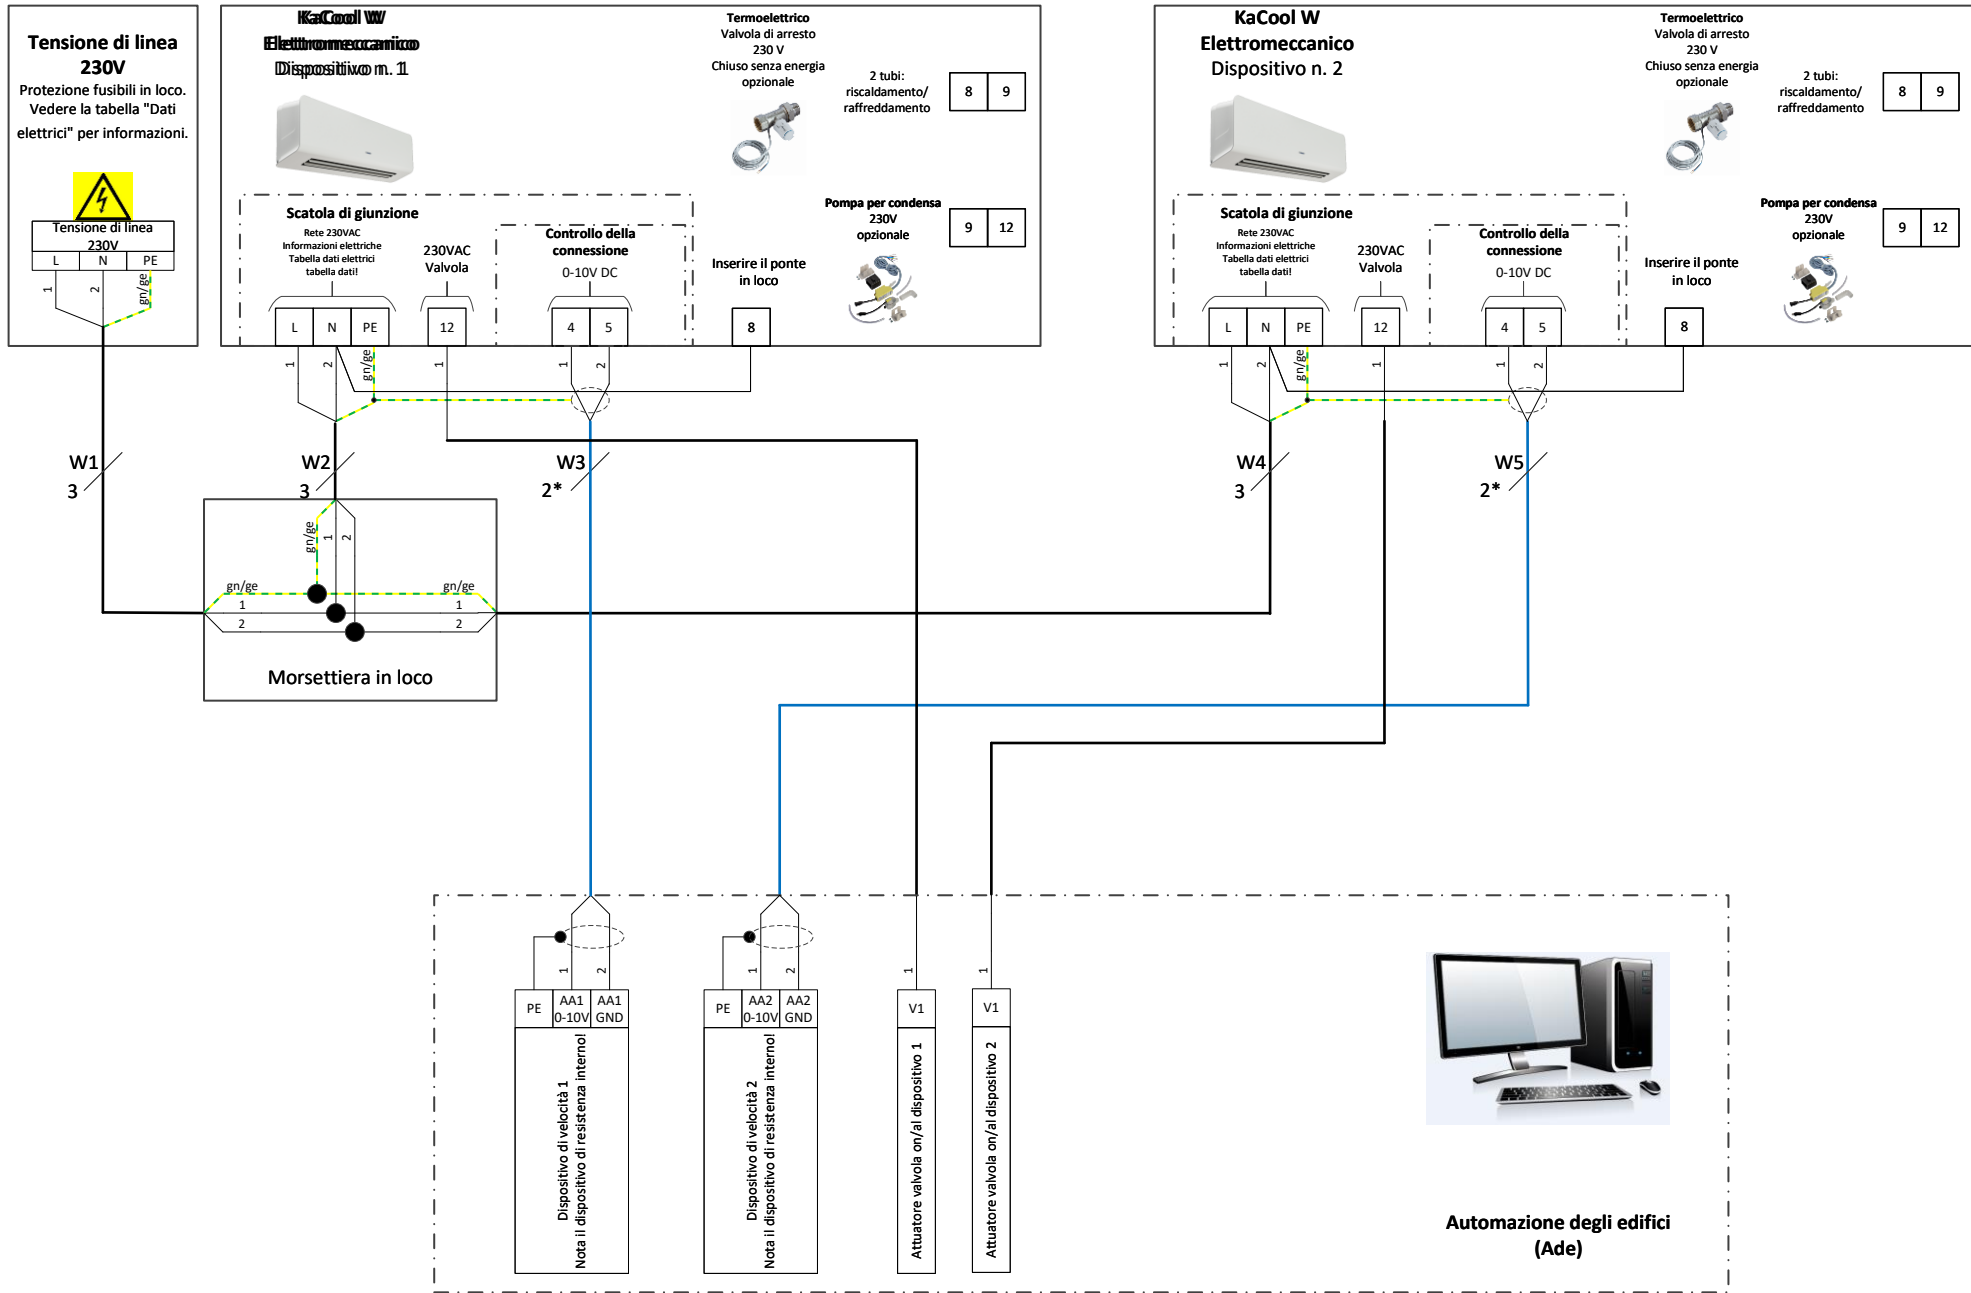 Tensione di linea
230V
Protezione fusibili in loco.
Vedere la tabella "Dati
elettrici" per informazioni.
Tensione di linea
230V
L N PE
1
2
gn/ge
KaCool W
Elettromeccanico
Dispositivo n. 1
Termoelettrico
Valvola di arresto
230 V
Chiuso senza energia
opzionale
2 tubi:
riscaldamento/
raffreddamento
8 9
Scatola di giunzione
Rete 230VAC
Informazioni elettriche
Tabella dati elettrici
tabella dati!
230VAC
Valvola
Controllo della
connessione
0-10V DC
Inserire il ponte
in loco
Pompa per condensa
230V
opzionale
9 12
L N PE
12
4 5
8
1
2
gn/ge
1
1
2
KaCool W
Elettromeccanico
Dispositivo n. 2
Termoelettrico
Valvola di arresto
230 V
Chiuso senza energia
opzionale
2 tubi:
riscaldamento/
raffreddamento
8 9
Scatola di giunzione
Rete 230VAC
Informazioni elettriche
Tabella dati elettrici
tabella dati!
230VAC
Valvola
Controllo della
connessione
0-10V DC
Inserire il ponte
in loco
Pompa per condensa
230V
opzionale
9 12
L N PE
12
4 5
8
1
2
gn/ge
1
1
2
W1
3
W2
3
W3
2*
W4
3
W5
2*
gn/ge
1
2
gn/ge
1
2
gn/ge
1
2
Morsettiera in loco
1
2
1
2
1
1
PE
AA1
0-10V
AA1
GND
Dispositivo di velocità 1
Nota il dispositivo di resistenza interno!
PE
AA2
0-10V
AA2
GND
Dispositivo di velocità 2
Nota il dispositivo di resistenza interno!
V1
Attuatore valvola on/al dispositivo 1
V1
Attuatore valvola on/al dispositivo 2
Automazione degli edifici
(Ade)